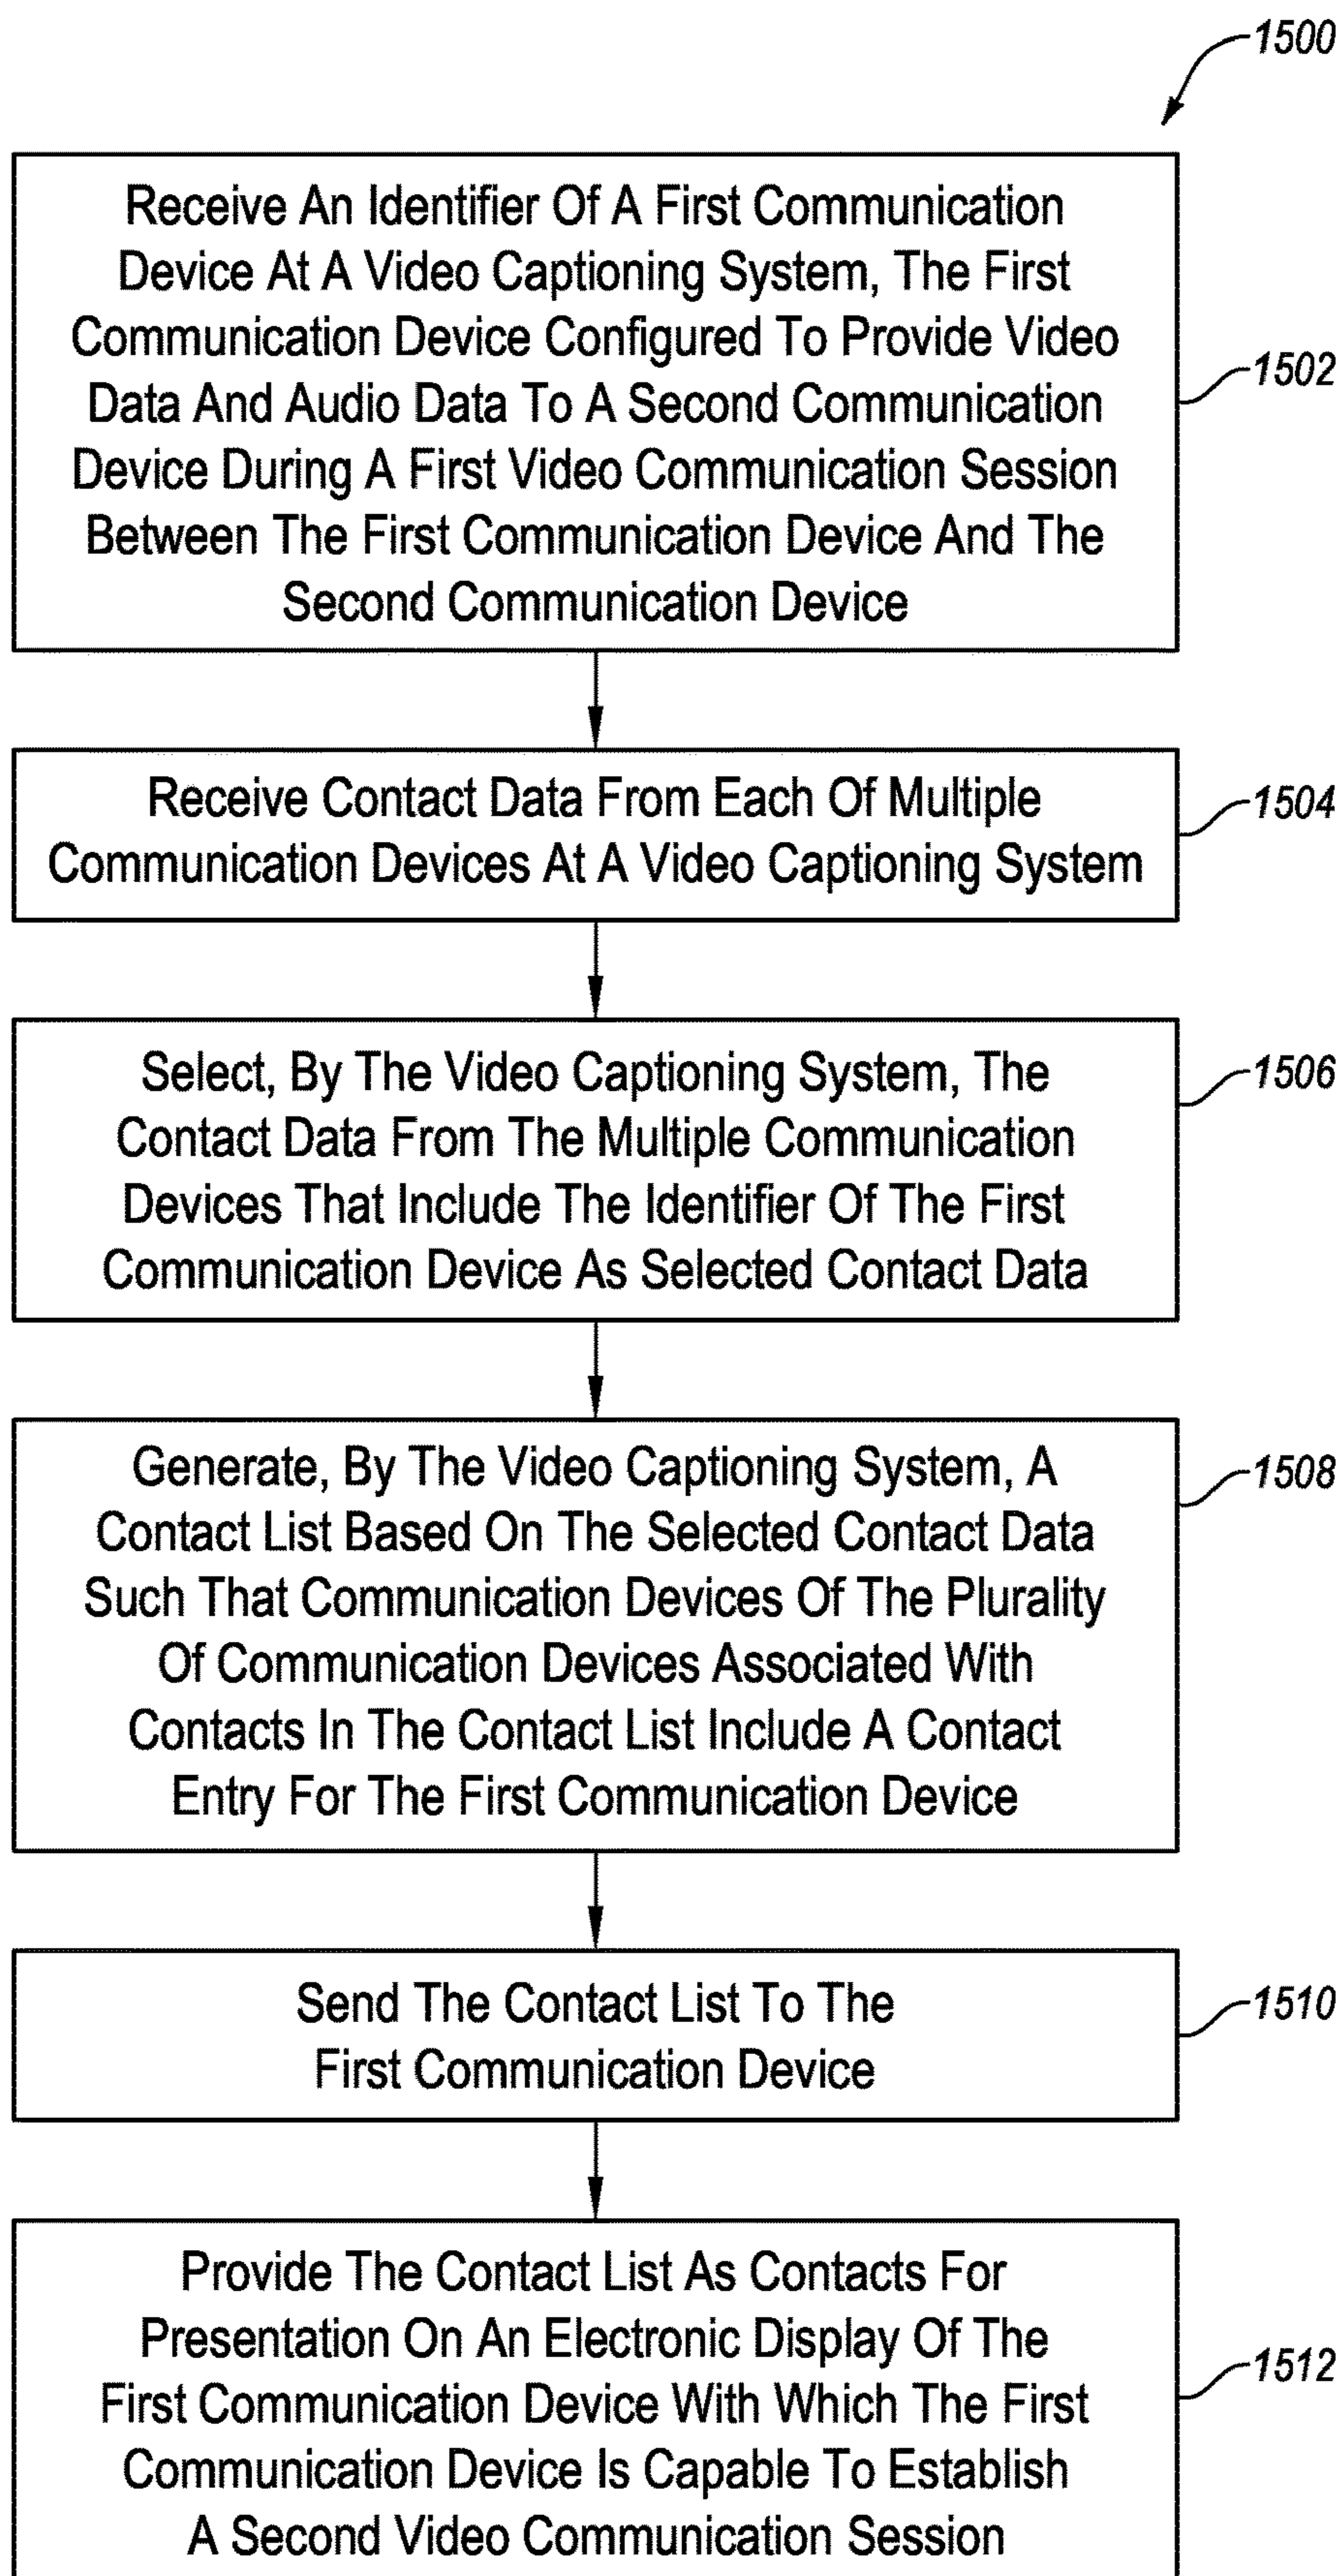 1500
Receive An Identifier Of A First Communication
Device At A Video Captioning System, The First
Communication Device Configured To Provide Video
Data And Audio Data To A Second Communication
Device During A First Video Communication Session
Between The First Communication Device And The
Second Communication Device
1502
Receive Contact Data From Each Of Multiple
Communication Devices At A Video Captioning System
1504
Select, By The Video Captioning System, The
Contact Data From The Multiple Communication
Devices That Include The Identifier Of The First
Communication Device As Selected Contact Data
1506
Generate, By The Video Captioning System, A
Contact List Based On The Selected Contact Data
Such That Communication Devices Of The Plurality
Of Communication Devices Associated With
Contacts In The Contact List Include A Contact
Entry For The First Communication Device
1508
Send The Contact List To The
First Communication Device
1510
Provide The Contact List As Contacts For
Presentation On An Electronic Display Of The
First Communication Device With Which The First
Communication Device Is Capable To Establish
A Second Video Communication Session
1512